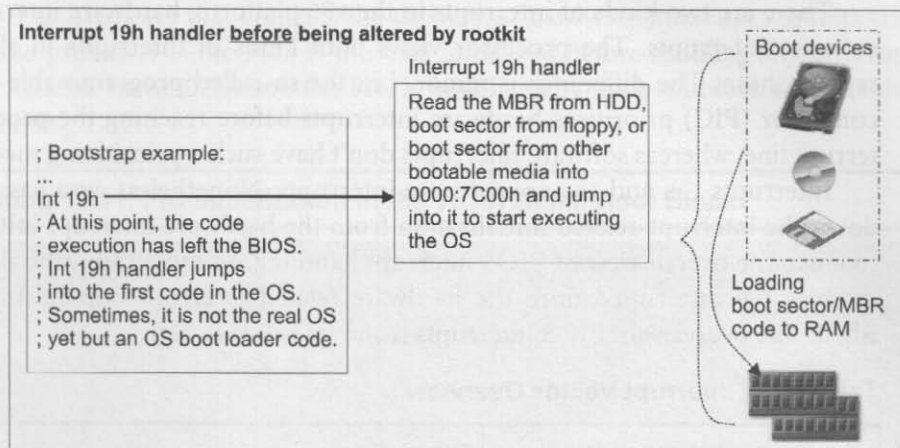 Interrupt 19h handler before being altered by rootkit
; Bootstrap example:
Int 19h
; At this point, the code
; execution has left the BIOS.
; Int 19h handler jumps
; into the first code in the OS.
; Sometimes, it is not the real OS
; yet but an OS boot loader code.
Interrupt 19h handler
Read the MBR from HDD,
boot sector from floppy, or
boot sector from other
bootable media into
0000:7C00h and jump
into it to start executing
the OS
Boot devices
Loading
boot sector/MBR
code to RAM